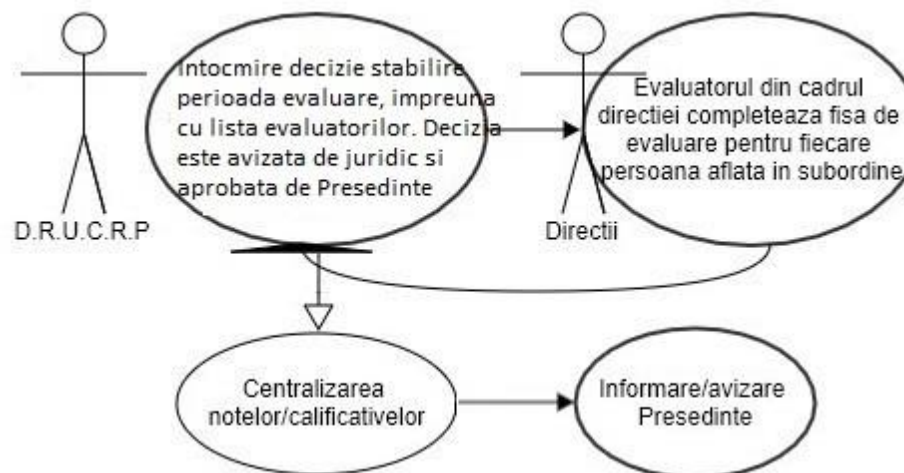 Intocmire decizie stabilire
perioada evaluare, impreuna
cu lista evaluatorilor. Decizia
este avizata de juridic si
aprobata de Presedinte
D.R.U.C.R.P
Evaluatorul din cadrul
directiei completeaza fisa de
evaluare pentru fiecare
persoana aflata in subordine
Directii
Centralizarea
notelor/calificativelor
Informare/avizare
Presedinte